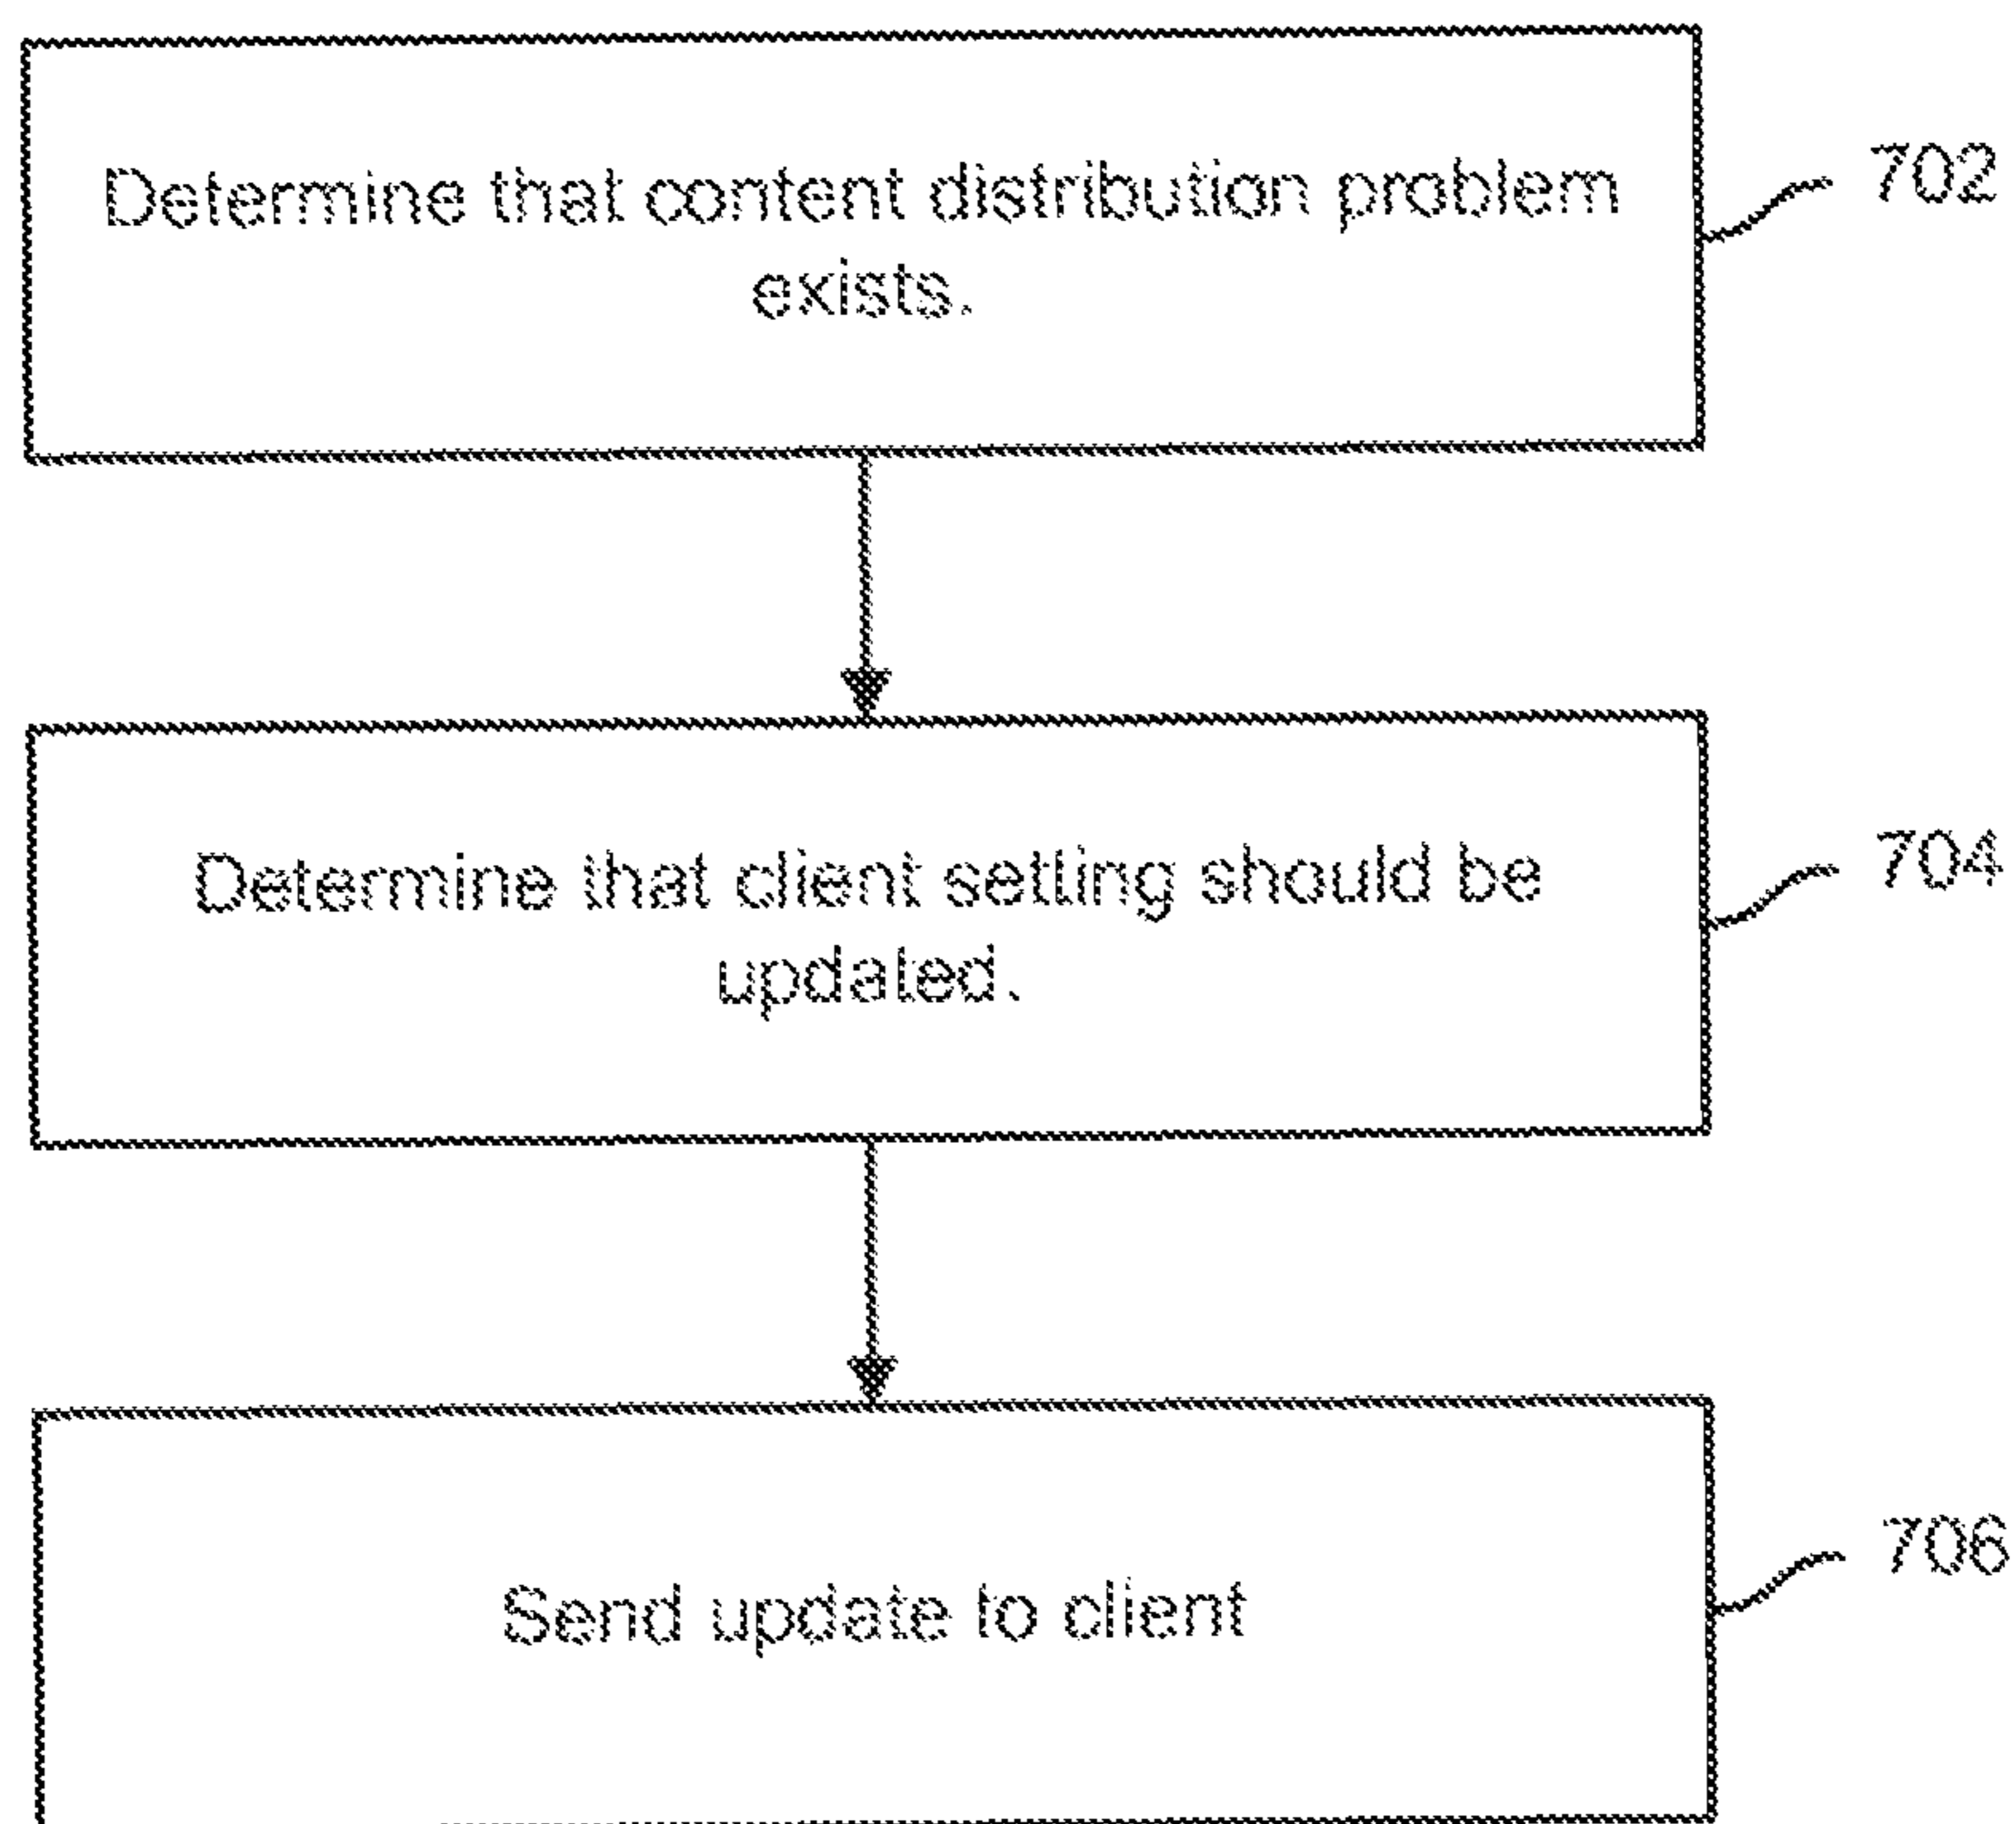 Determine that content distribution problem
exists.
702
Determine that client setting should be
updated.
704
Send update to client
706